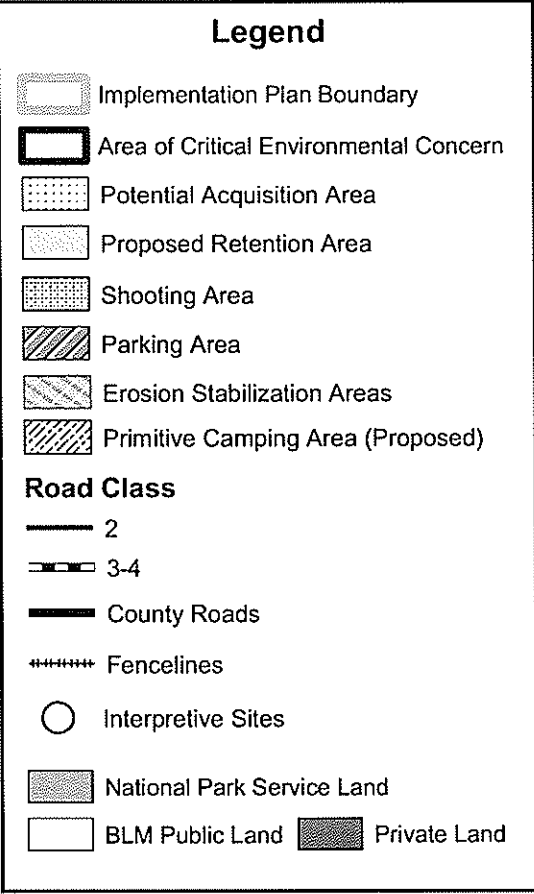 Legend
Implementation Plan Boundary
Area of Critical Environmental Concern
Potential Acquisition Area
Proposed Retention Area
Shooting Area
Parking Area
Erosion Stabilization Areas
Primitive Camping Area (Proposed)
Road Class
2
3-4
County Roads
Fencelines
Interpretive Sites
National Park Service Land
BLM Public Land Private Land